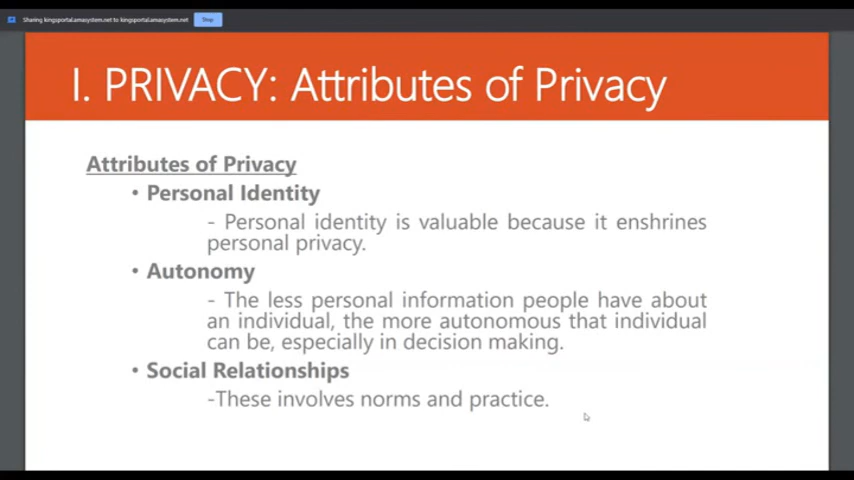 Sharing kingsportal.amasystem.net to kingsportal.amasystem.net Stop
I. PRIVACY: Attributes of Privacy
Attributes of Privacy
• Personal Identity
- Personal identity is valuable because it enshrines
personal privacy.
• Autonomy
- The less personal information people have about
an individual, the more autonomous that individual
can be, especially in decision making.
• Social Relationships
-These involves norms and practice.